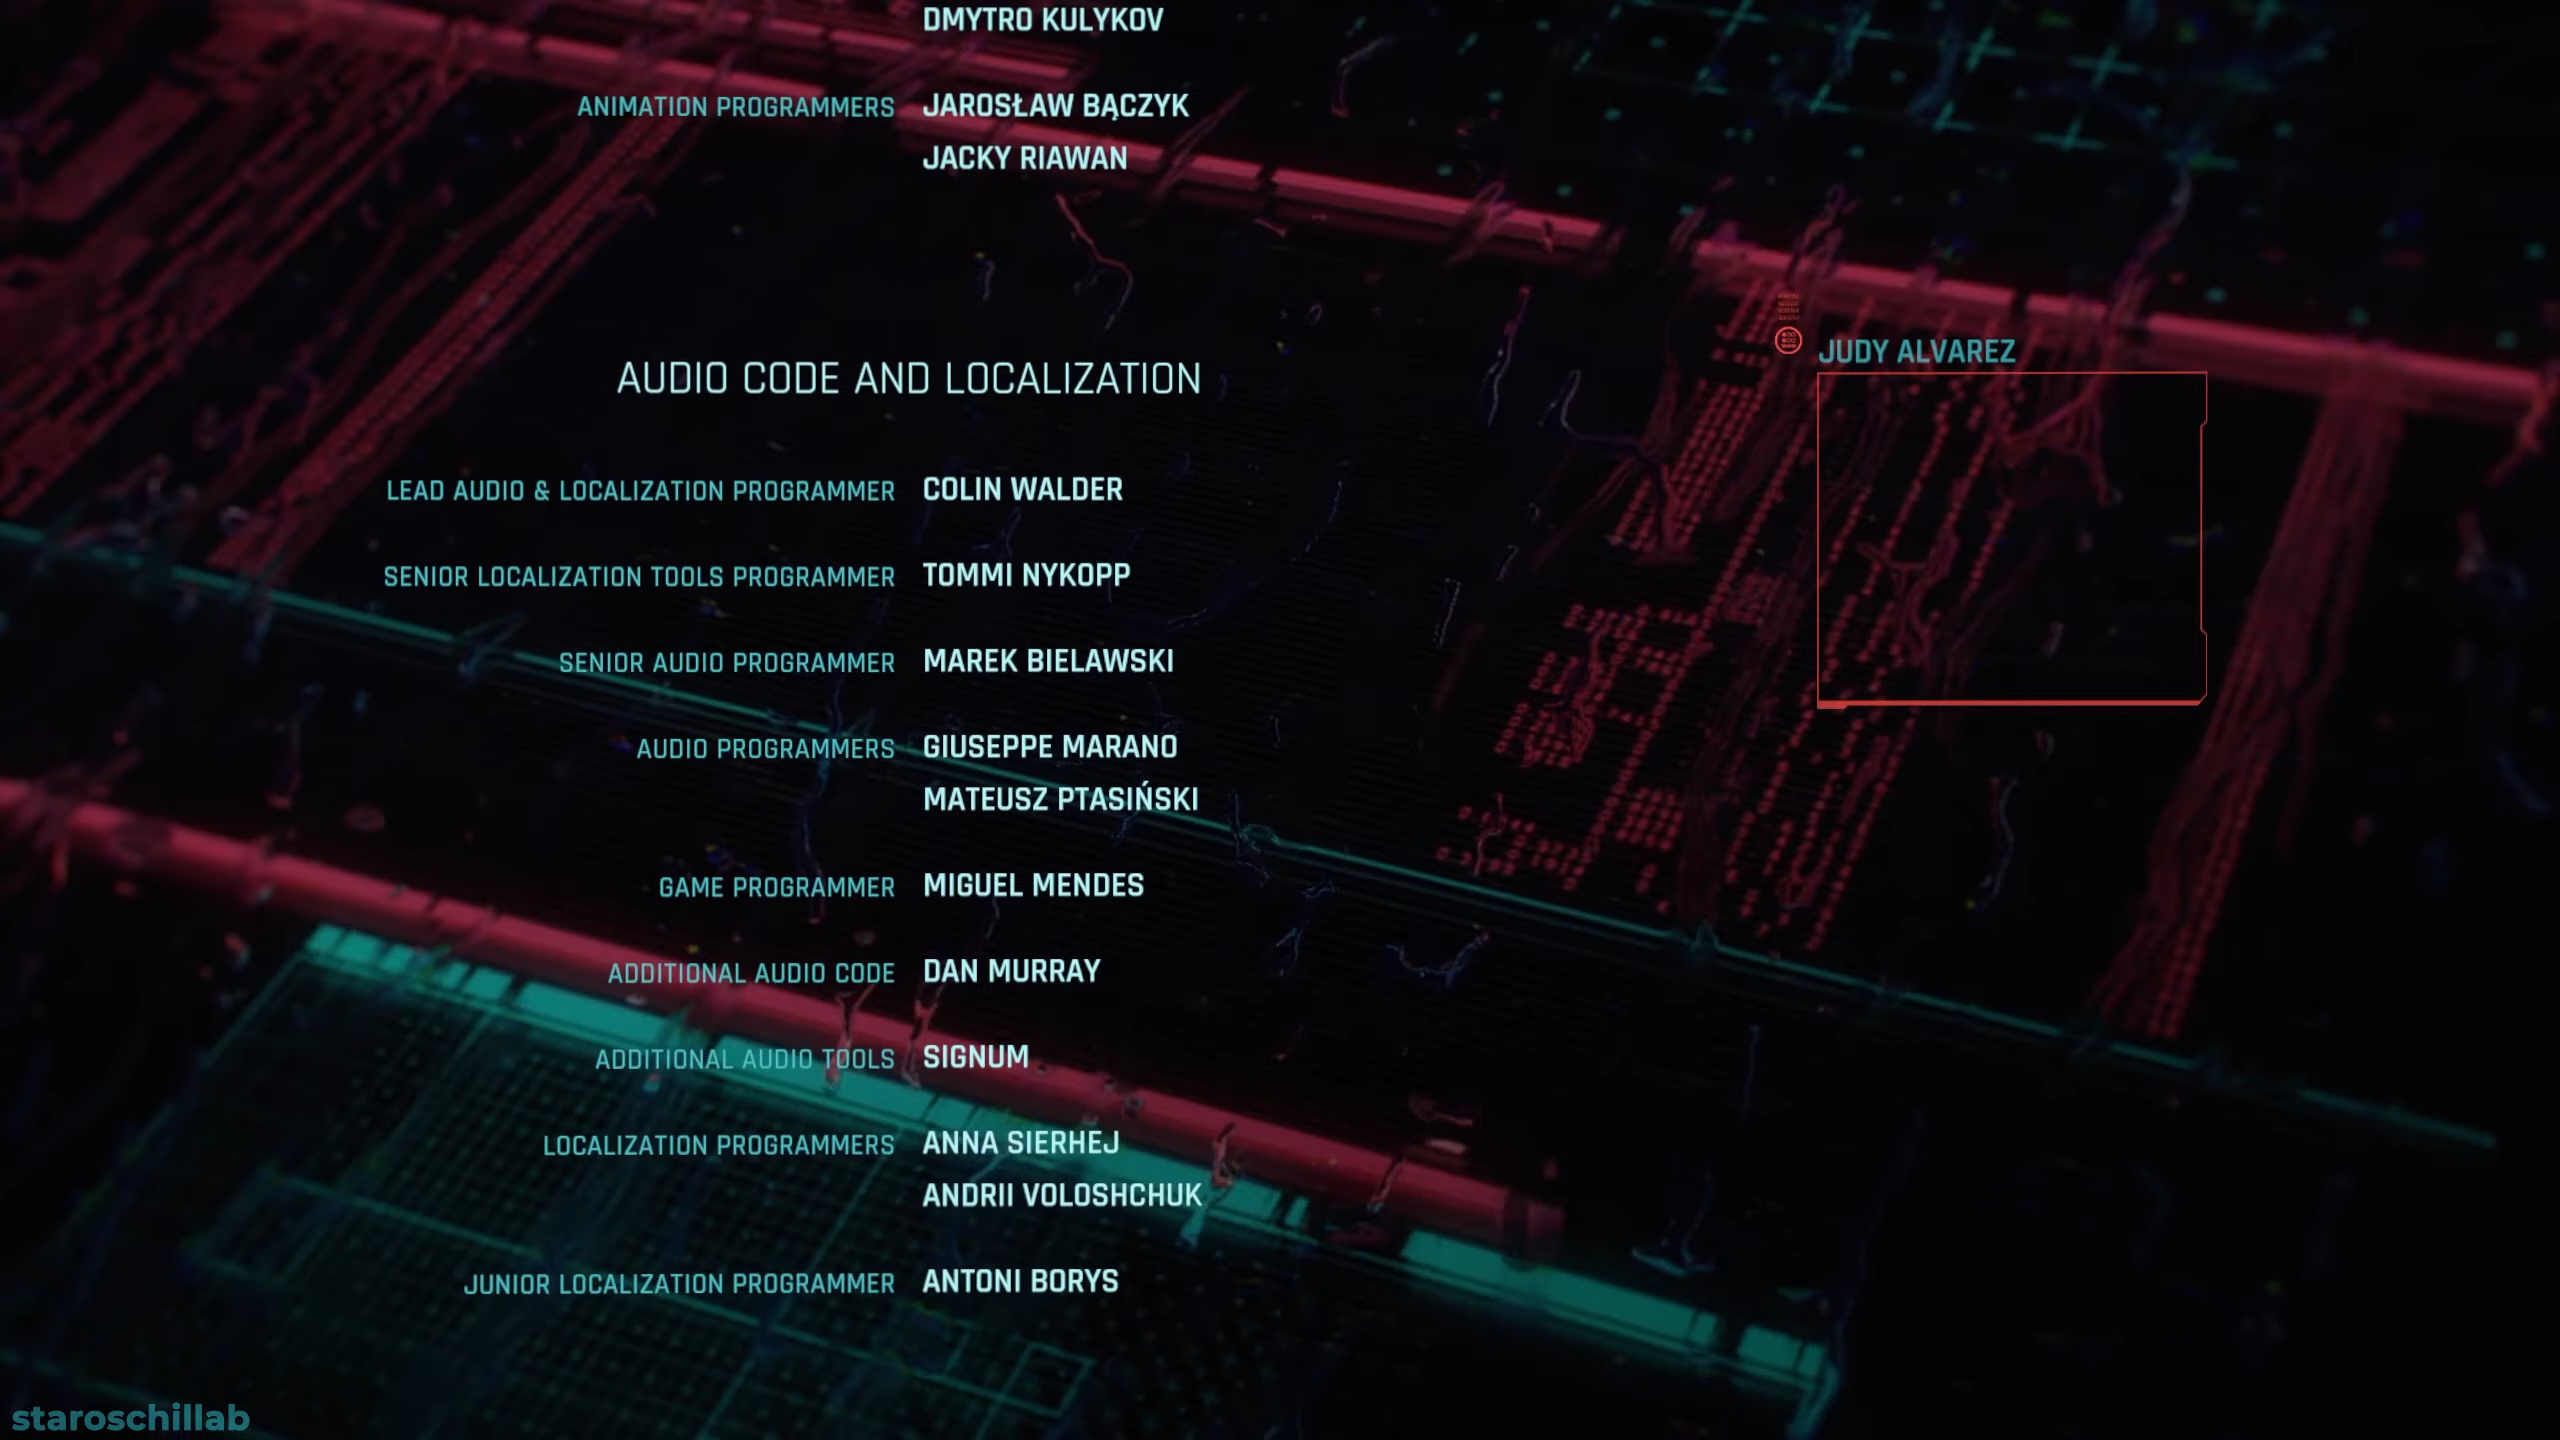 DMYTRO KULYKOV
ANIMATION PROGRAMMERS JAROSŁAW BĄCZYK
JACKY RIAWAN
AUDIO CODE AND LOCALIZATION
LEAD AUDIO & LOCALIZATION PROGRAMMER COLIN WALDER
SENIOR LOCALIZATION TOOLS PROGRAMMER TOMMI NYKOPP
SENIOR AUDIO PROGRAMMER MAREK BIELAWSKI
AUDIO PROGRAMMERS GIUSEPPE MARANO
MATEUSZ PTASIŃSKI
GAME PROGRAMMER MIGUEL MENDES
ADDITIONAL AUDIO CODE DAN MURRAY
ADDITIONAL AUDIO TOOLS SIGNUM
LOCALIZATION PROGRAMMERS ANNA SIERHEJ
ANDRII VOLOSHCHUK
JUNIOR LOCALIZATION PROGRAMMER ANTONI BORYS
JUDY ALVAREZ
staroschillab